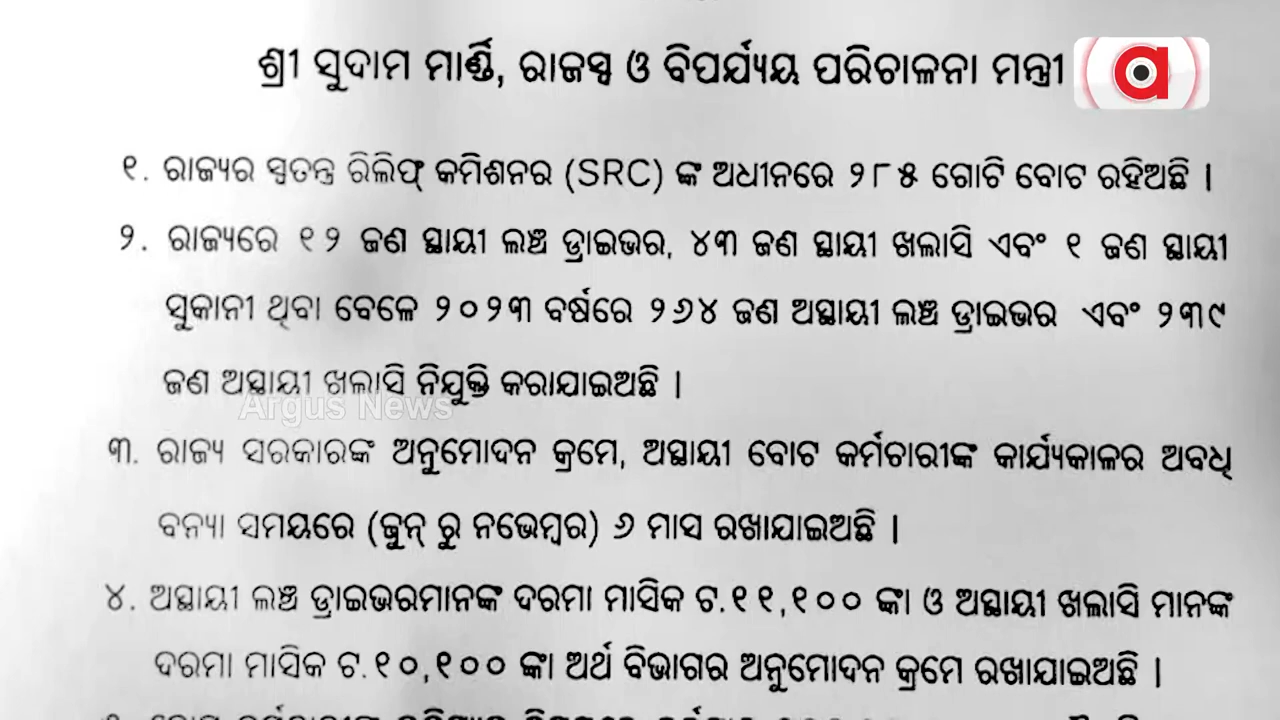 ଶ୍ରୀ ସୁଦାମ ମାର୍ଣ୍ଡି, ରାଜସ୍ୱ ଓ ବିପର୍ଯ୍ୟୟ ପରିଚାଳନା ମନ୍ତ୍ରୀ
a
୧. ରାଜ୍ୟର ସ୍ୱତନ୍ତ୍ର ରିଲିଫ୍ କମିଶନର (SRC) ଙ୍କ ଅଧୀନରେ ୨୮୫ ଗୋଟି ବୋଟ ରହିଅଛି ।
୨. ରାଜ୍ୟରେ ୧୨ ଜଣ ସ୍ଥାୟୀ ଲଞ୍ଚ ଡ୍ରାଇଭର, ୪୩ ଜଣ ସ୍ଥାୟୀ ଖଲାସି ଏବଂ ୧ ଜଣ ସ୍ଥାୟୀ
ସୁକାନୀ ଥିବା ବେଳେ ୨୦୨୩ ବର୍ଷରେ ୨୬୪ ଜଣ ଅସ୍ଥାୟୀ ଲଞ୍ଚ ଡ୍ରାଇଭର ଏବଂ ୨୩୯
ଜଣ ଅସ୍ଥାୟୀ ଖଲାସି ନିଯୁକ୍ତି କରାଯାଇଅଛି ।
Argus News
୩. ରାଜ୍ୟ ସରକାରଙ୍କ ଅନୁମୋଦନ କ୍ରମେ, ଅସ୍ଥାୟୀ ବୋଟ କର୍ମଚାରୀଙ୍କ କାର୍ଯ୍ୟକାଳର ଅବଧି
ବନ୍ୟା ସମୟରେ (ଜୁନ୍ ରୁ ନଭେମ୍ବର) ୬ ମାସ ରଖାଯାଇଅଛି ।
୪. ଅସ୍ଥାୟୀ ଲଞ୍ଚ ଡ୍ରାଇଭରମାନଙ୍କ ଦରମା ମାସିକ ଟ.୧୧,୧୦୦ ଙ୍କା ଓ ଅସ୍ଥାୟୀ ଖଲାସି ମାନଙ୍କ
ଦରମା ମାସିକ ଟ.୧୦,୧୦୦ ଙ୍କା ଅର୍ଥ ବିଭାଗର ଅନୁମୋଦନ କ୍ରମେ ରଖାଯାଇଅଛି ।